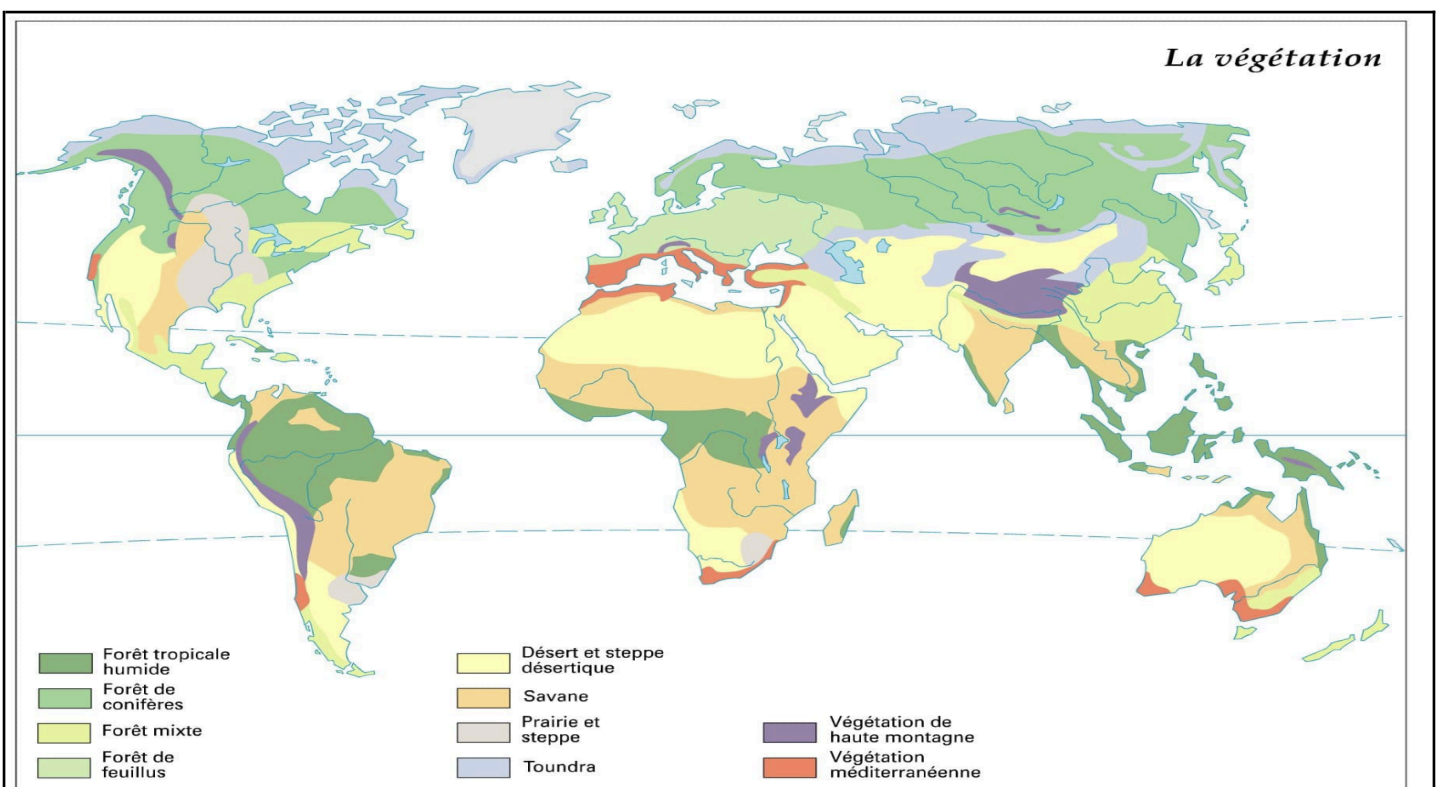 La végétation
Forêt tropicale
humide
Forêt de
conifères
Forêt mixte
Forêt de
feuillus
Désert et steppe
désertique
Savane
Prairie et
steppe
Toundra
Végétation de
haute montagne
Végétation
méditerranéenne